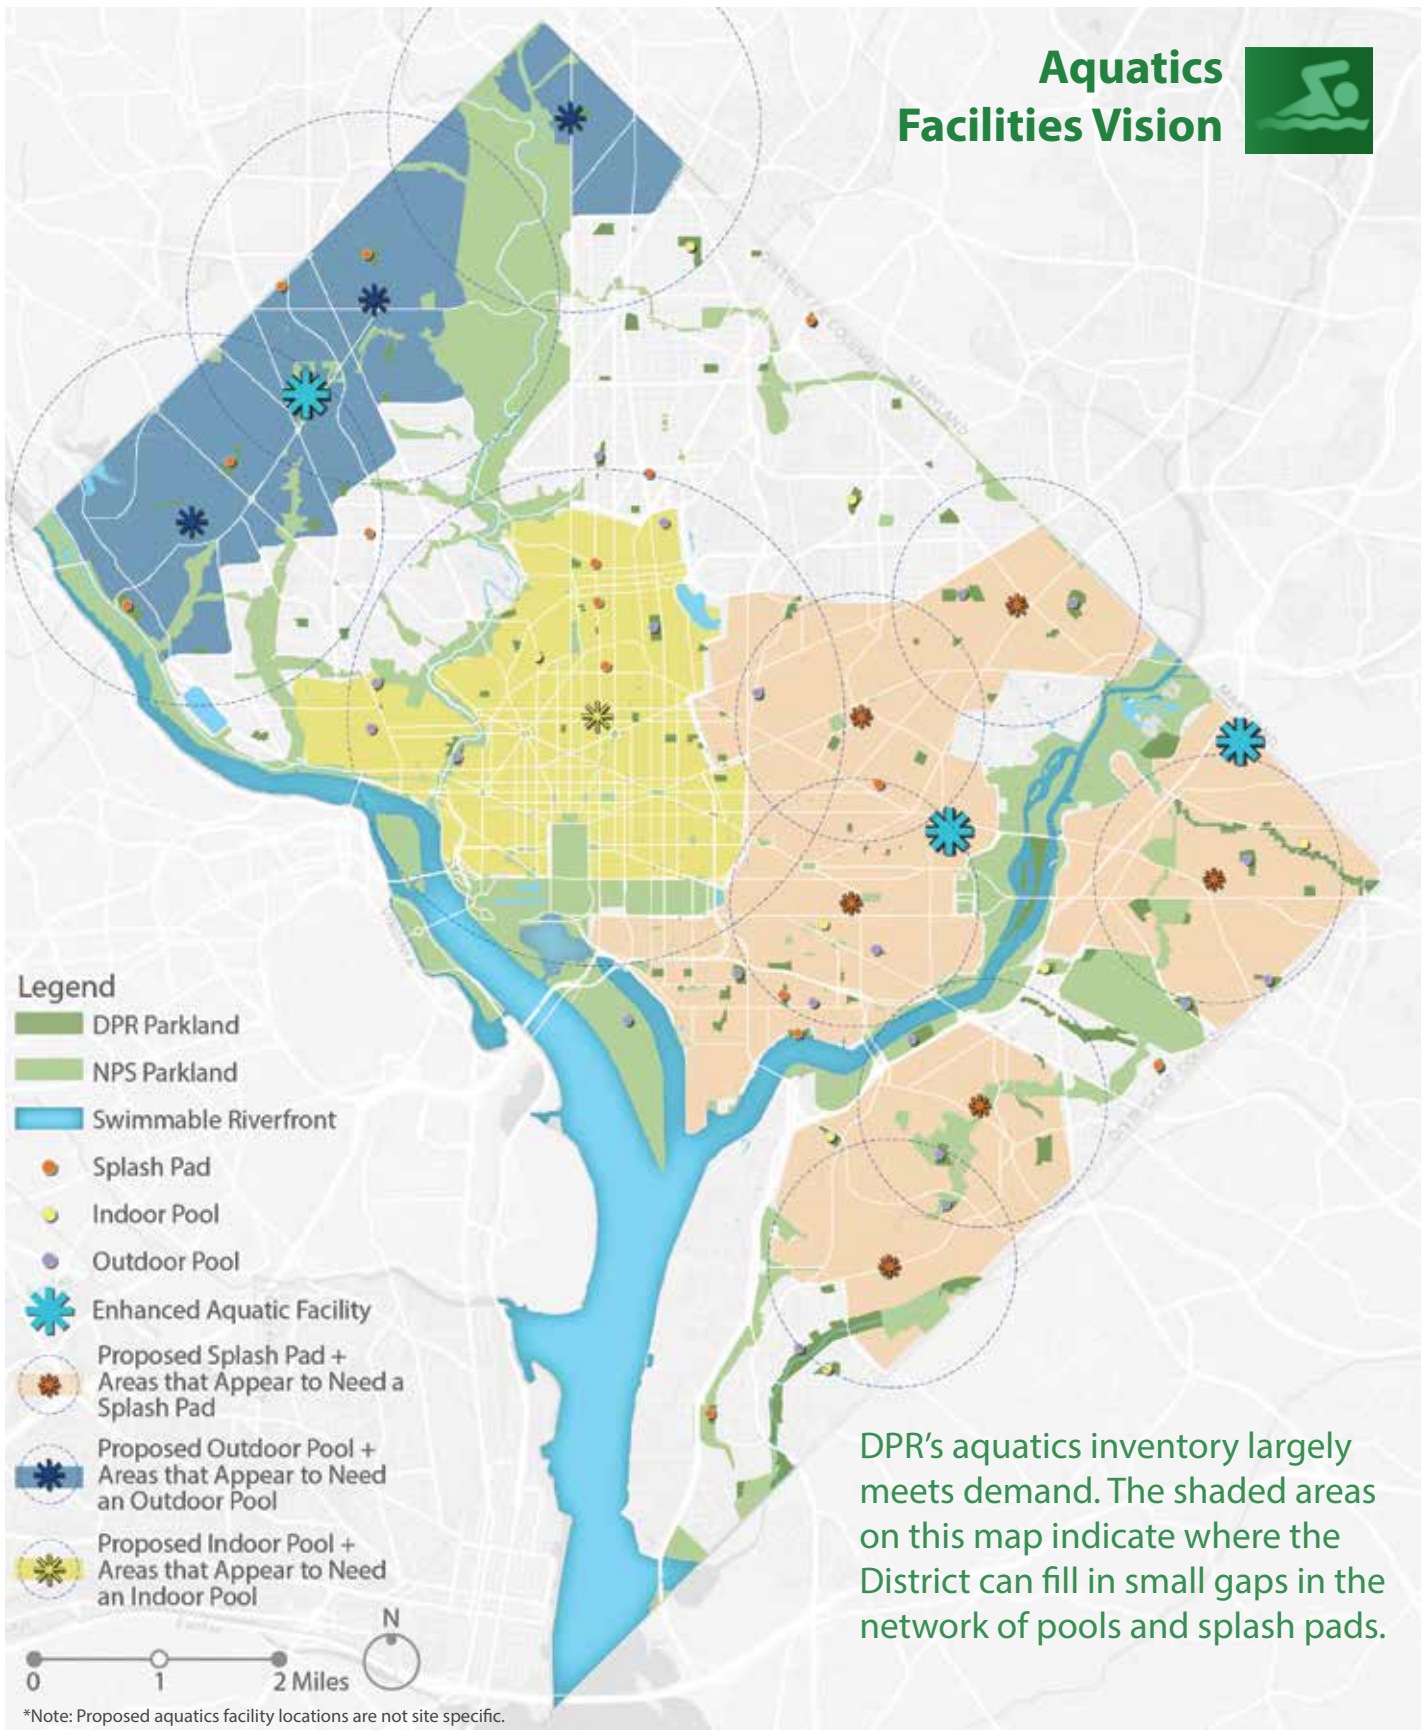 Aquatics
Facilities Vision
MARYLAND
Legend
DPR Parkland
NPS Parkland
Swimmable Riverfront
Splash Pad
Indoor Pool
Outdoor Pool
Enhanced Aquatic Facility
Proposed Splash Pad +
Areas that Appear to Need a
Splash Pad
Proposed Outdoor Pool +
Areas that Appear to Need
an Outdoor Pool
Proposed Indoor Pool +
Areas that Appear to Need
an Indoor Pool
N
0 1 2 Miles
*Note: Proposed aquatics facility locations are not site specific.
DPR's aquatics inventory largely
meets demand. The shaded areas
on this map indicate where the
District can fill in small gaps in the
network of pools and splash pads.